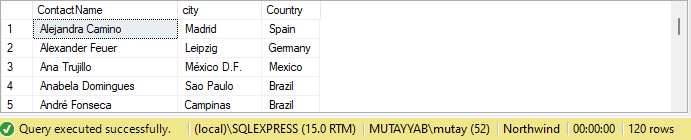 ContactName city Country
1 Alejandra Camino Madrid Spain
2 Alexander Feuer Leipzig Germany
3 Ana Trujillo México D.F. Mexico
4 Anabela Domingues Sao Paulo Brazil
5 André Fonseca Campinas Brazil
Query executed successfully. (local)\SQLEXPRESS (15.0 RTM) MUTAYYAB\mutay (52) Northwind 00:00:00 120 rows